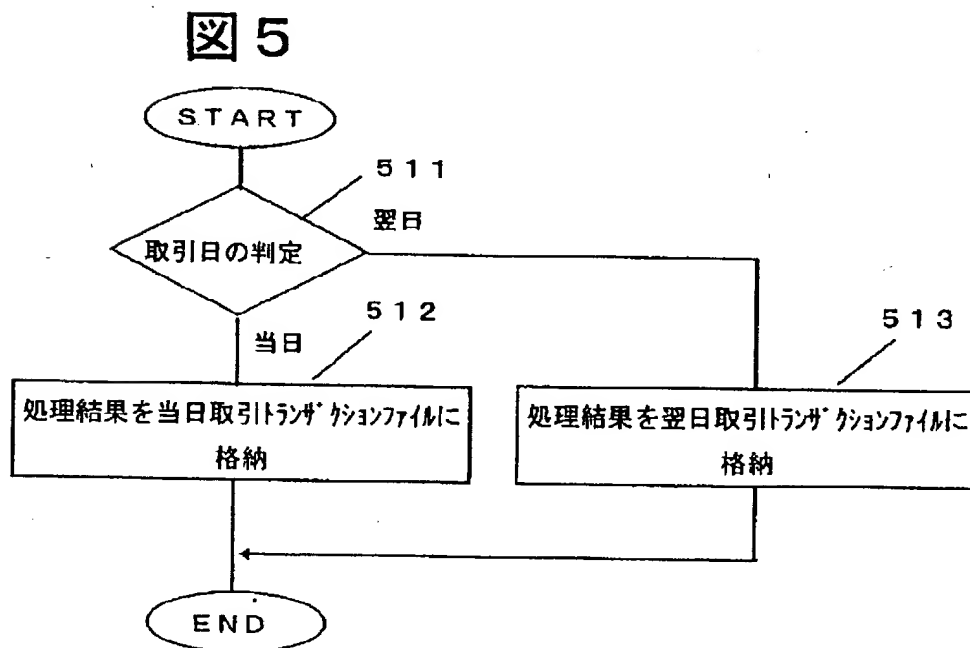 図５
ＳＴＡＲＴ
５１１
翌日
取引日の判定
５１２
当日
５１３
処理結果を当日取引ﾄﾗﾝｻﾞｸｼｮﾝﾌｧｲﾙに
格納
処理結果を翌日取引ﾄﾗﾝｻﾞｸｼｮﾝﾌｧｲﾙに
格納
ＥＮＤ